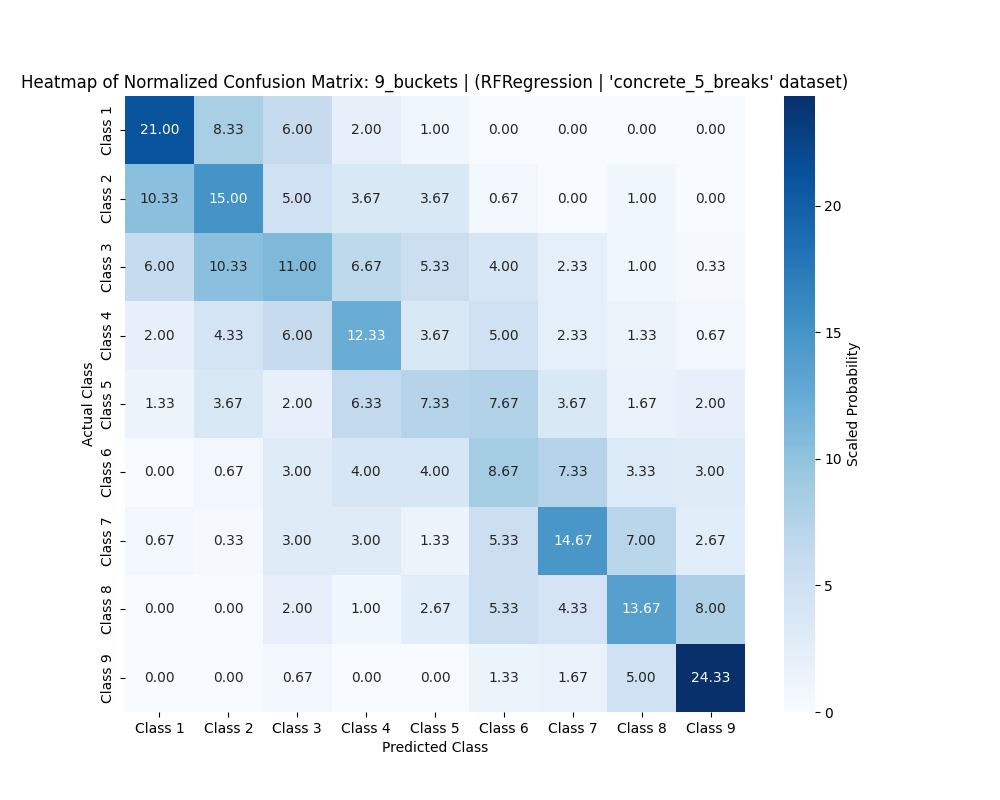 Heatmap of Normalized Confusion Matrix: 9_buckets | (RFRegression | 'concrete_5_breaks' dataset)
Class 1 21.00 8.33 6.00 2.00 1.00 0.00 0.00 0.00 0.00
Class 2 10.33 15.00 5.00 3.67 3.67 0.67 0.00 1.00 0.00
Class 3 6.00 10.33 11.00 6.67 5.33 4.00 2.33 1.00 0.33
Class 4 2.00 4.33 6.00 12.33 3.67 5.00 2.33 1.33 0.67
Class 5 1.33 3.67 2.00 6.33 7.33 7.67 3.67 1.67 2.00
Class 6 0.00 0.67 3.00 4.00 4.00 8.67 7.33 3.33 3.00
Class 7 0.67 0.33 3.00 3.00 1.33 5.33 14.67 7.00 2.67
Class 8 0.00 0.00 2.00 1.00 2.67 5.33 4.33 13.67 8.00
Class 9 0.00 0.00 0.67 0.00 0.00 1.33 1.67 5.00 24.33
Class 1 Class 2 Class 3 Class 4 Class 5 Class 6 Class 7 Class 8 Class 9
Predicted Class
Actual Class
20
15
10
5
0
Scaled Probability